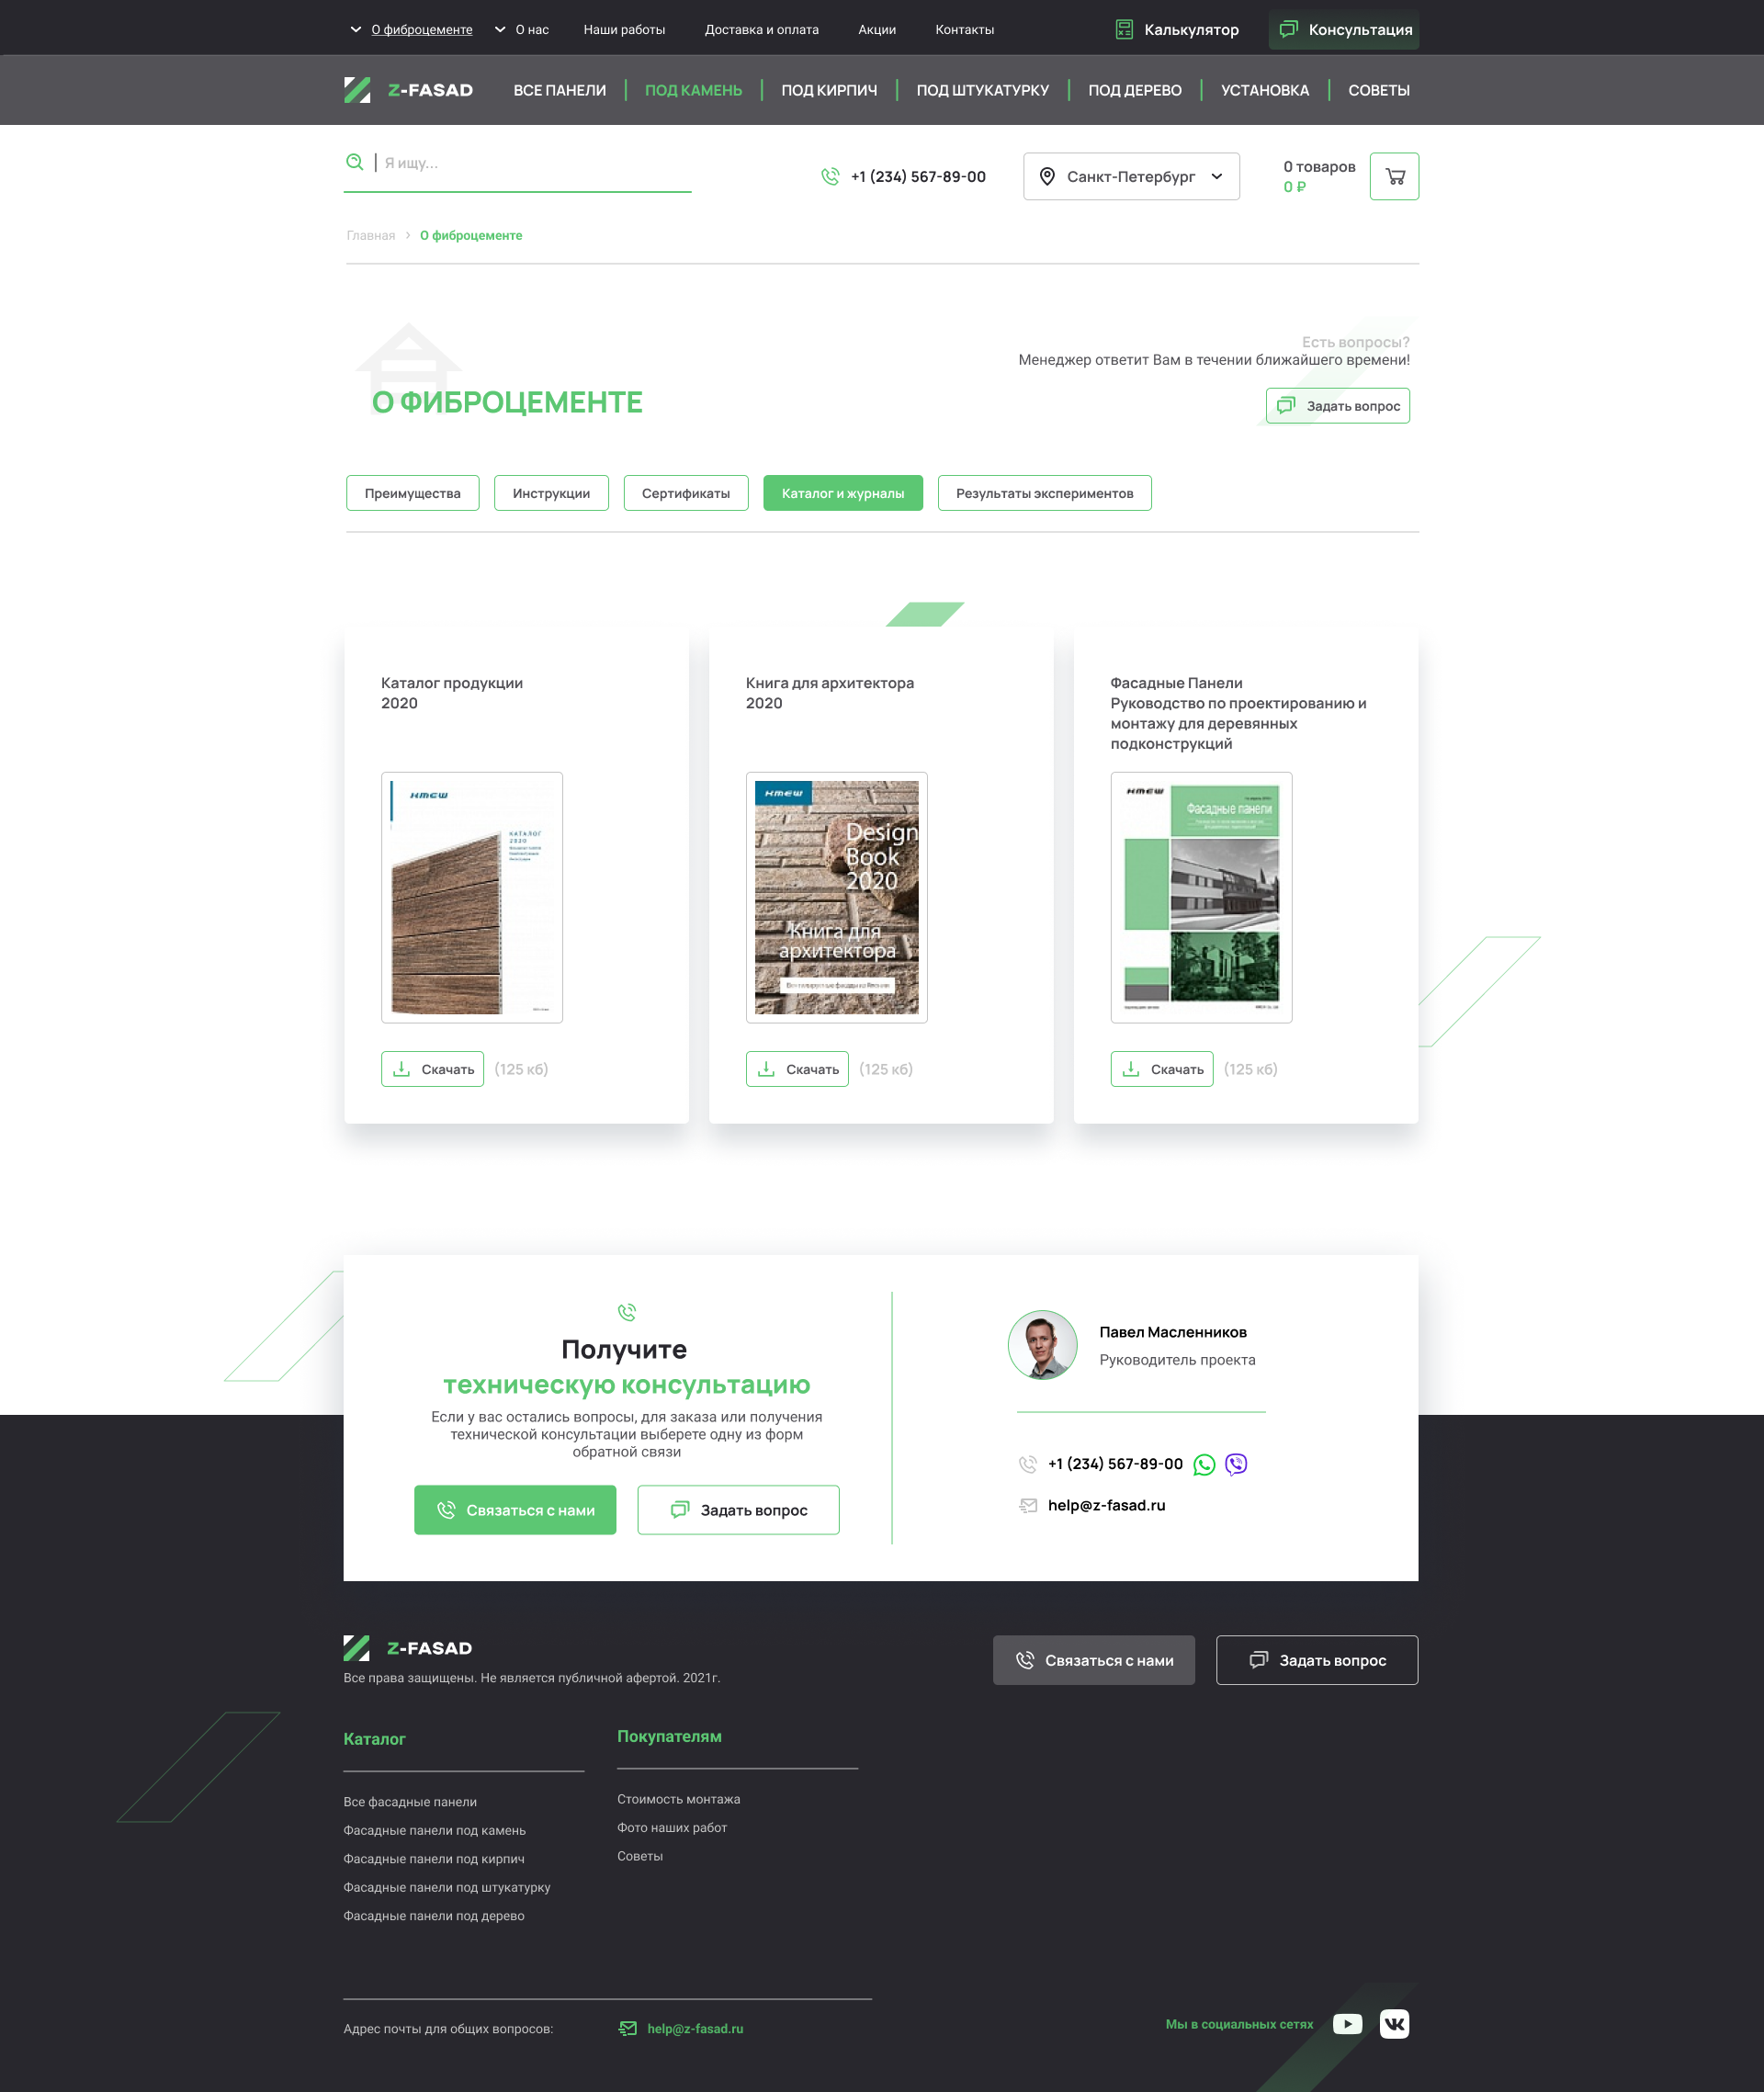 О фиброцементе
О нас
Наши работы
Доставка и оплата
Акции
Контакты
Калькулятор
Консультация
Z-FASAD
ВСЕ ПАНЕЛИ
ПОД КАМЕНЬ
ПОД КИРПИЧ
ПОД ШТУКАТУРКУ
ПОД ДЕРЕВО
УСТАНОВКА
СОВЕТЫ
Я ищу...
+1 (234) 567-89-00
Санкт-Петербург
0 товаров
0 ₽
Главная
О фиброцементе
О ФИБРОЦЕМЕНТЕ
Есть вопросы?
Менеджер ответит Вам в течении ближайшего времени!
Задать вопрос
Преимущества
Инструкции
Сертификаты
Каталог и журналы
Результаты экспериментов
Каталог продукции
2020
KMEW
КАТАЛОГ
2020
Скачать
(125 кб)
Книга для архитектора
2020
KMEW
Design
Book
2020
Книга для
архитектора
Скачать
(125 кб)
Фасадные Панели
Руководство по проектированию и
монтажу для деревянных
подконструкций
KMEW
Фасадные панели
Скачать
(125 кб)
Получите
техническую консультацию
Если у вас остались вопросы, для заказа или получения
технической консультации выберете одну из форм
обратной связи
Связаться с нами
Задать вопрос
Павел Масленников
Руководитель проекта
+1 (234) 567-89-00
help@z-fasad.ru
Z-FASAD
Все права защищены. Не является публичной афертой. 2021г.
Связаться с нами
Задать вопрос
Каталог
Все фасадные панели
Фасадные панели под камень
Фасадные панели под кирпич
Фасадные панели под штукатурку
Фасадные панели под дерево
Покупателям
Стоимость монтажа
Фото наших работ
Советы
Адрес почты для общих вопросов:
help@z-fasad.ru
Мы в социальных сетях